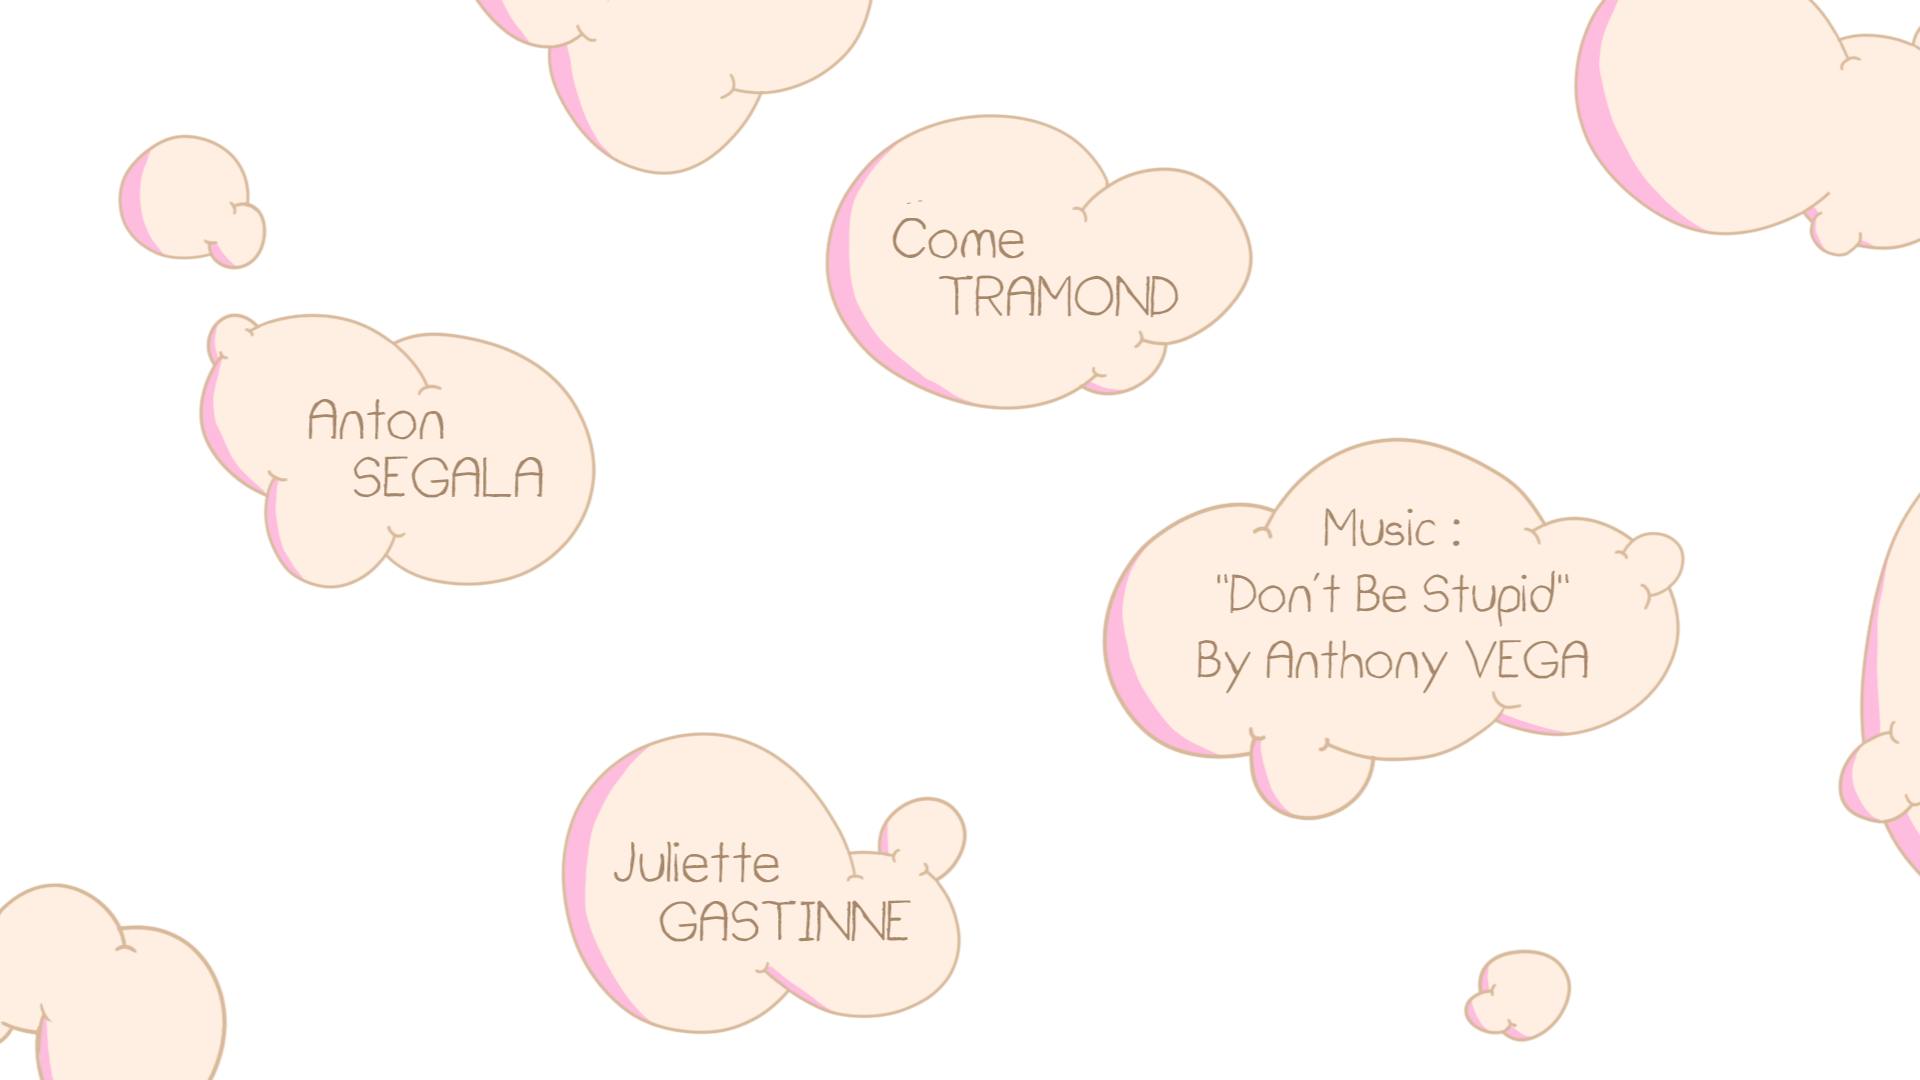 Come
TRAMOND
Anton
SEGALA
Music :
"Don't Be Stupid"
By Anthony VEGA
Juliette
GASTINNE